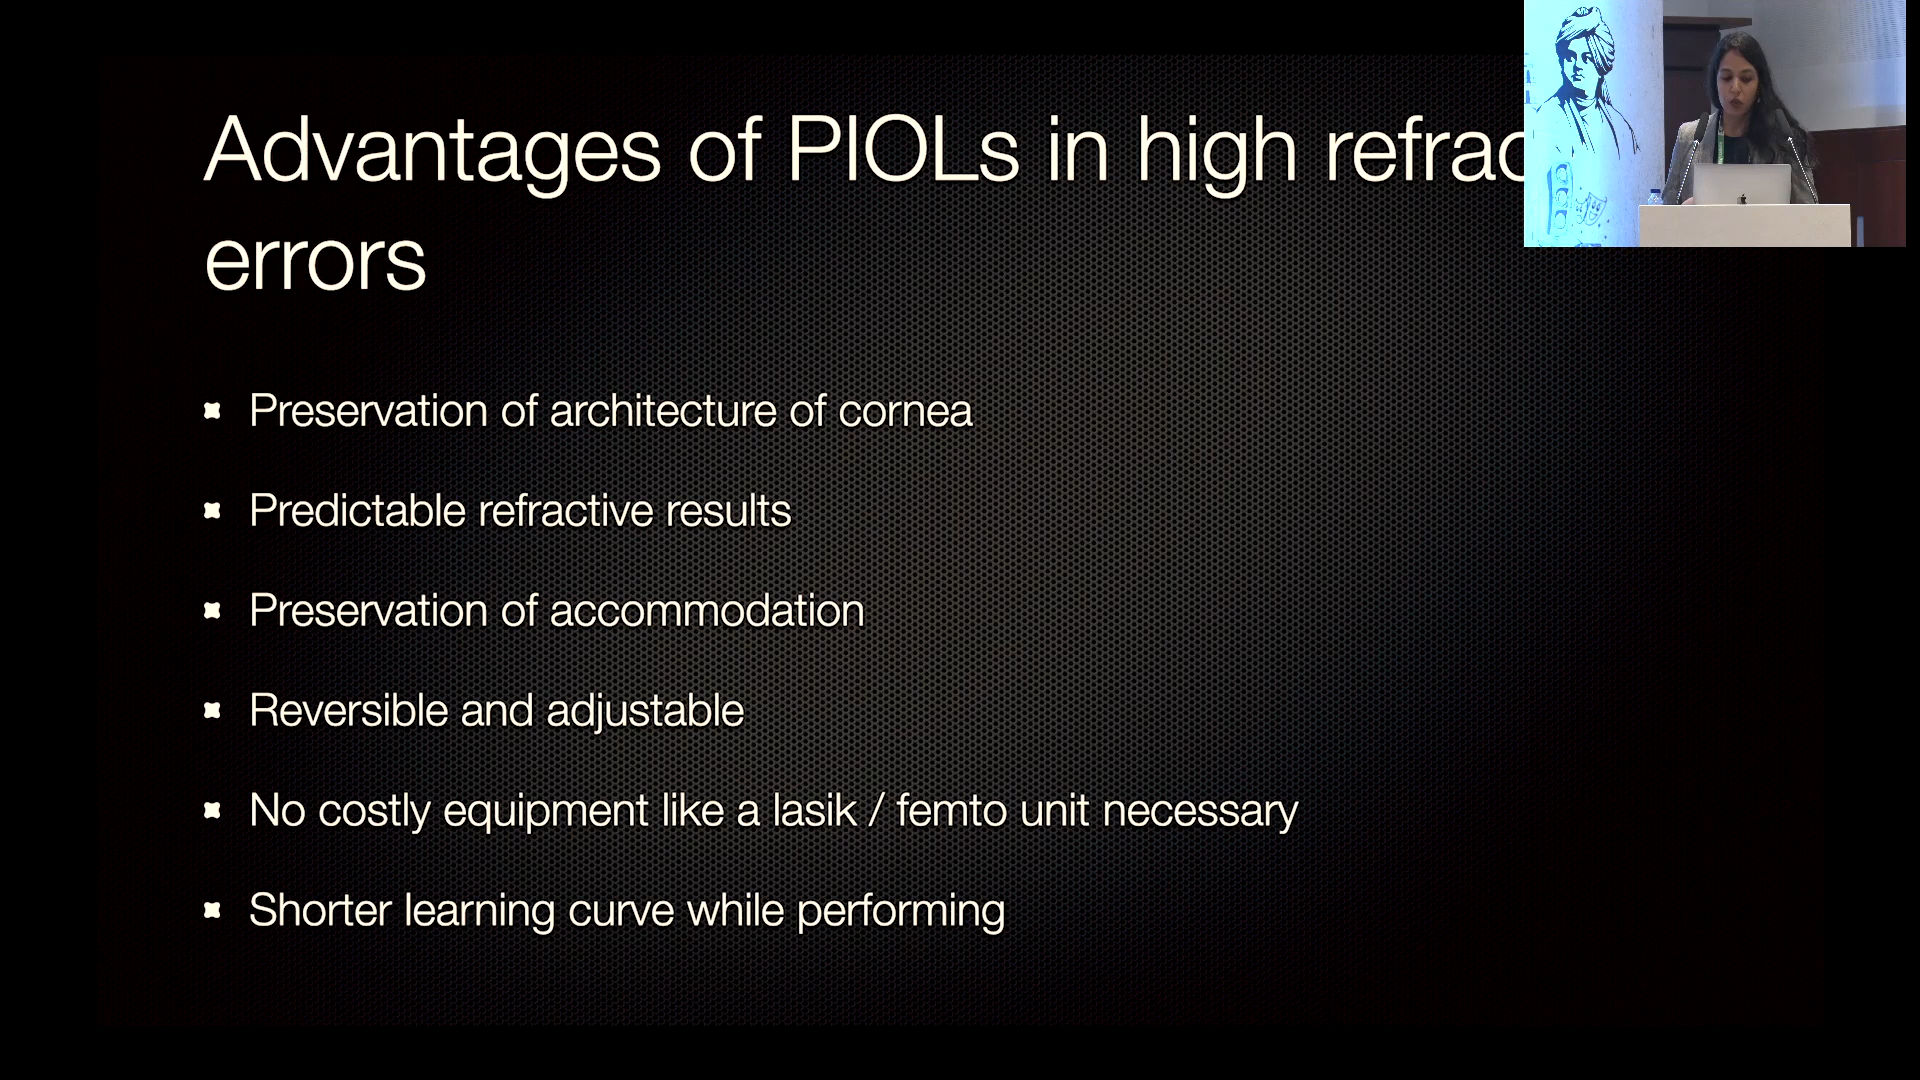 Advantages of PIOLs in high refrac
errors
Preservation of architecture of cornea
Predictable refractive results
Preservation of accommodation
Reversible and adjustable
No costly equipment like a lasik / femto unit necessary
Shorter learning curve while performing